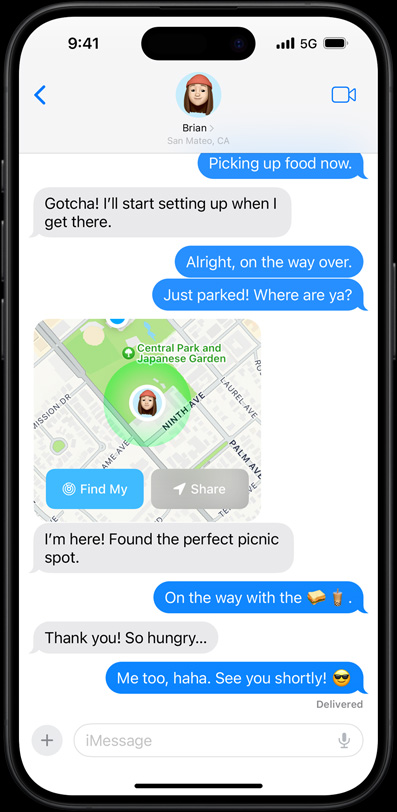 9:41
5G
Brian
San Mateo, CA
Picking up food now.
Gotcha! I'll start setting up when I
get there.
Alright, on the way over.
Just parked! Where are ya?
Central Park and
Japanese Garden
MISSION DR
NINTH AVE
LAUREL AVE
PALM AVE
AME AVE
Find My
Share
I'm here! Found the perfect picnic
spot.
On the way with the 🥪🧋.
Thank you! So hungry...
Me too, haha. See you shortly! 😎
Delivered
iMessage